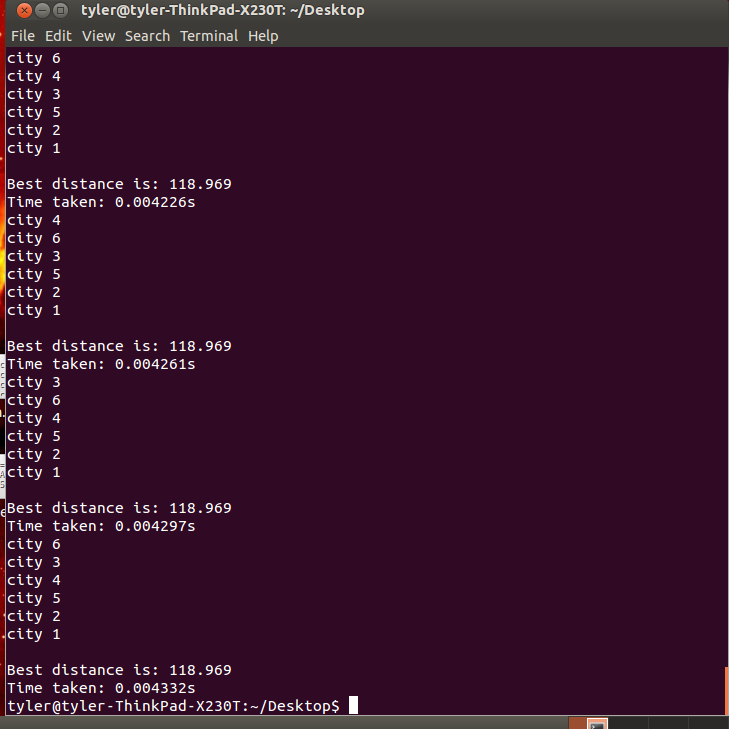 tyler@tyler-ThinkPad-X230T: ~/Desktop
File Edit View Search Terminal Help
city 6
city 4
city 3
city 5
city 2
city 1
Best distance is: 118.969
Time taken: 0.004226s
city 4
city 6
city 3
city 5
city 2
city 1
Best distance is: 118.969
Time taken: 0.004261s
city 3
city 6
city 4
city 5
city 2
city 1
Best distance is: 118.969
Time taken: 0.004297s
city 6
city 3
city 4
city 5
city 2
city 1
Best distance is: 118.969
Time taken: 0.004332s
tyler@tyler-ThinkPad-X230T:~/Desktop$